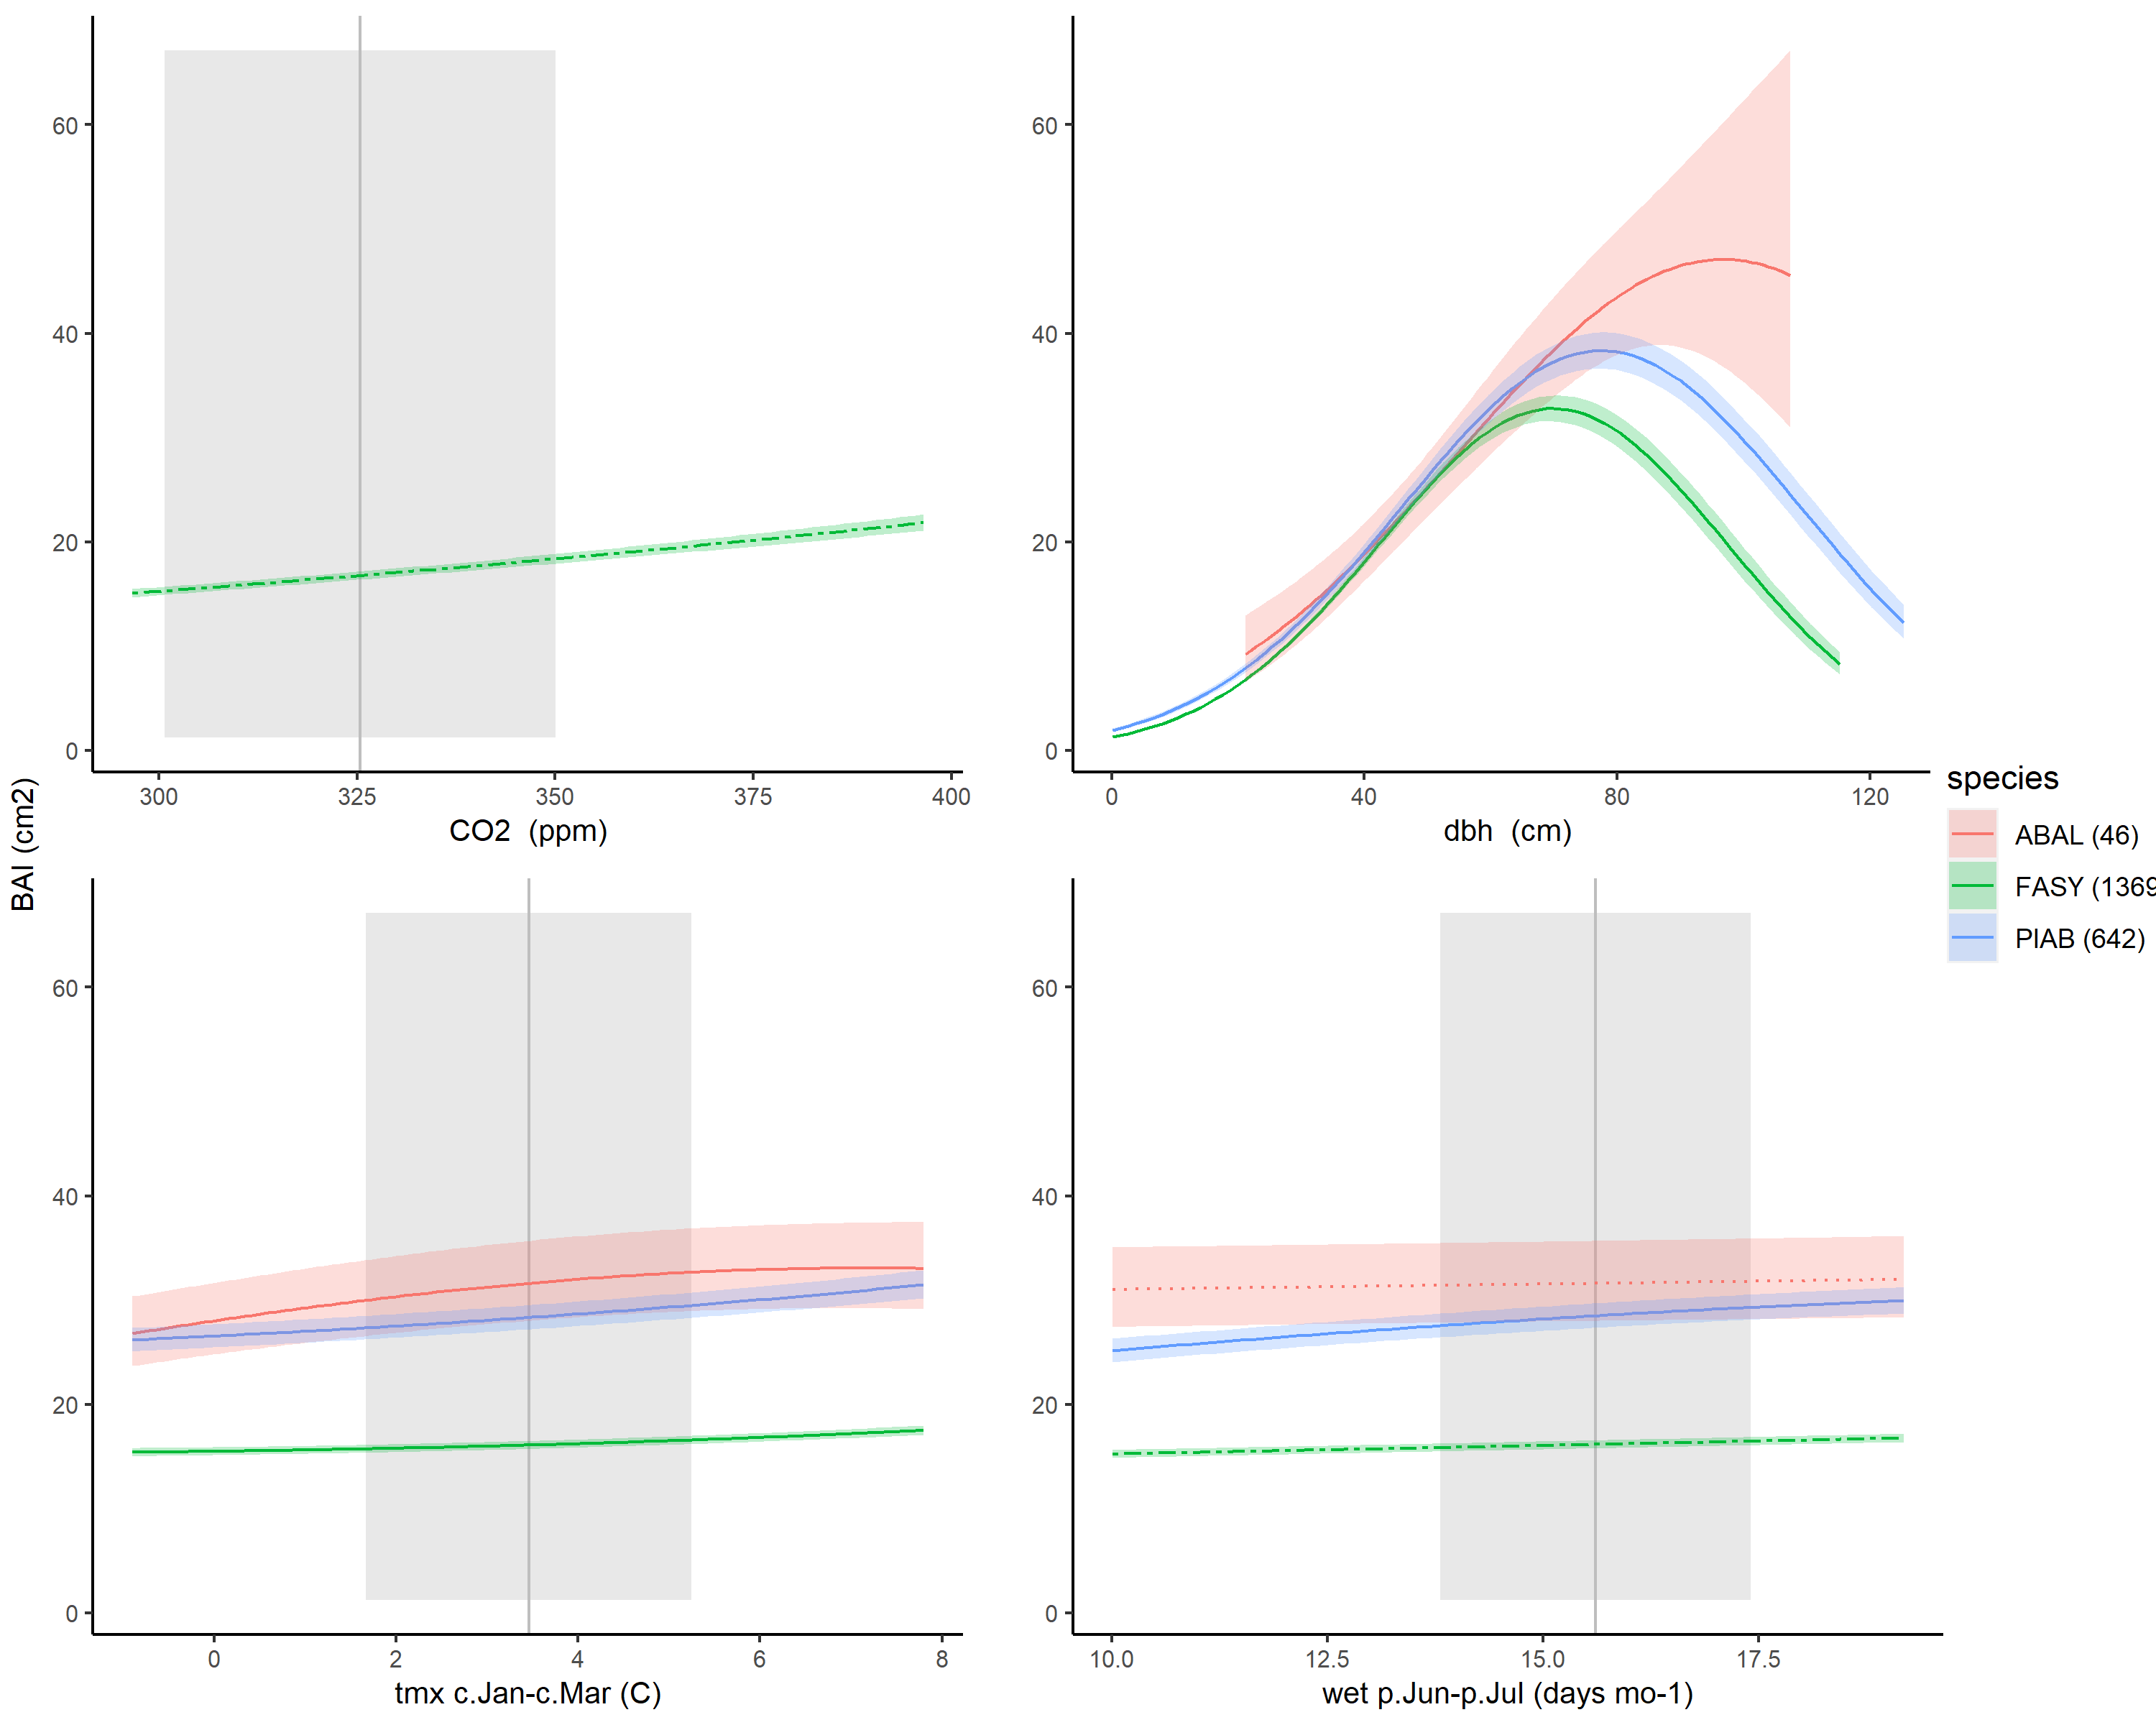 BAI (cm2)
60
40
20
0
300 325 350 375 400
CO2 (ppm)
60
40
20
0
0 40 80 120
dbh (cm)
60
40
20
0
0 2 4 6 8
tmx c.Jan-c.Mar (C)
60
40
20
0
10.0 12.5 15.0 17.5
wet p.Jun-p.Jul (days mo-1)
species
ABAL (46)
FASY (1369
PIAB (642)